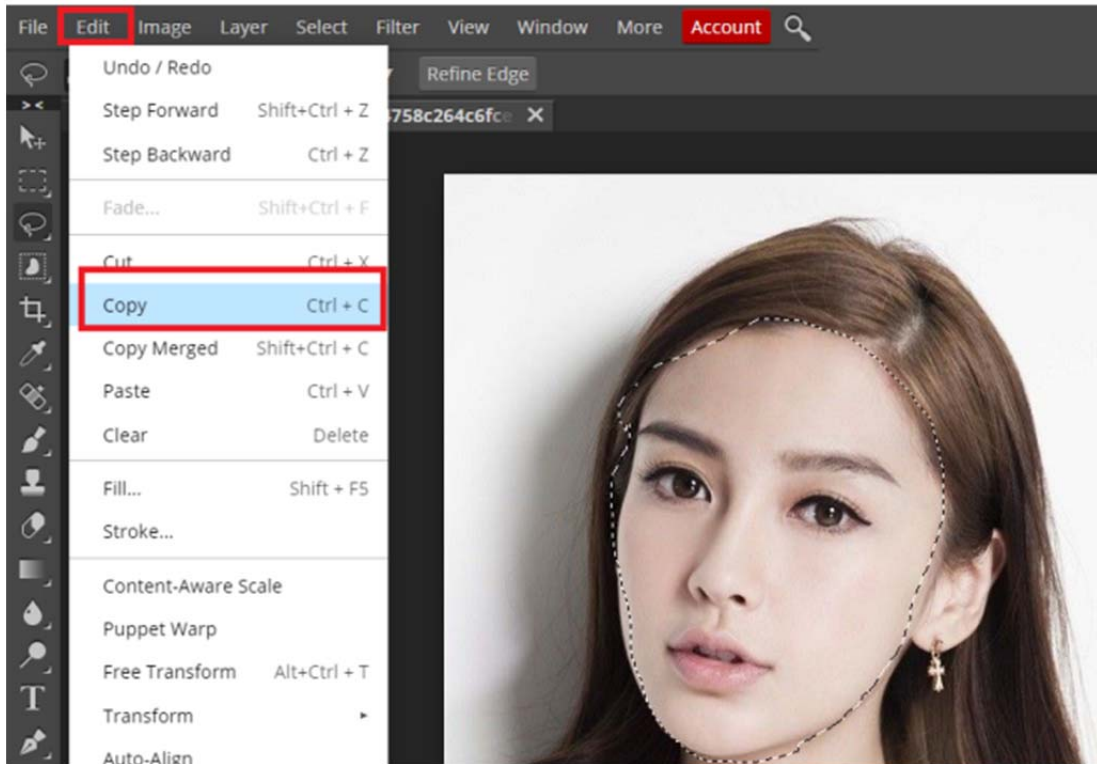 File Edit Image Layer Select Filter View Window More Account
Undo / Redo
Refine Edge
Step Forward Shift+Ctrl + Z
758c264c6fce
Step Backward Ctrl + Z
Fade... Shift+Ctrl + F
Cut Ctrl + X
Copy Ctrl + C
Copy Merged Shift+Ctrl + C
Paste Ctrl + V
Clear Delete
Fill... Shift + F5
Stroke...
Content-Aware Scale
Puppet Warp
Free Transform Alt+Ctrl + T
Transform
Auto-Align